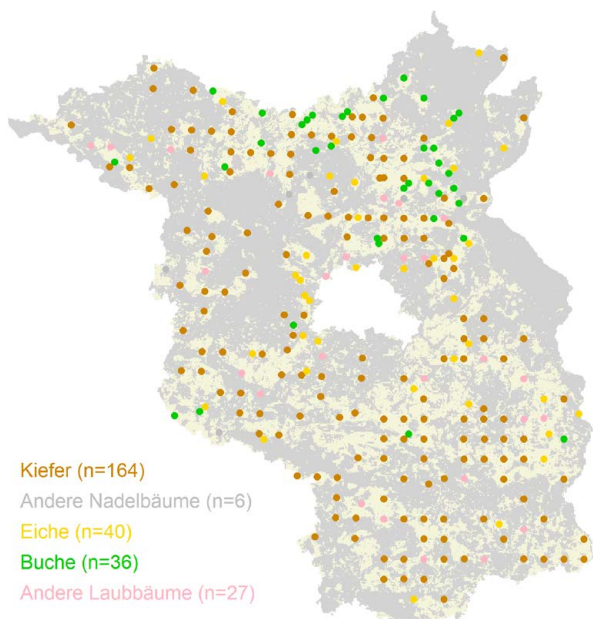 Kiefer (n=164)
Andere Nadelbäume (n=6)
Eiche (n=40)
Buche (n=36)
Andere Laubbäume (n=27)